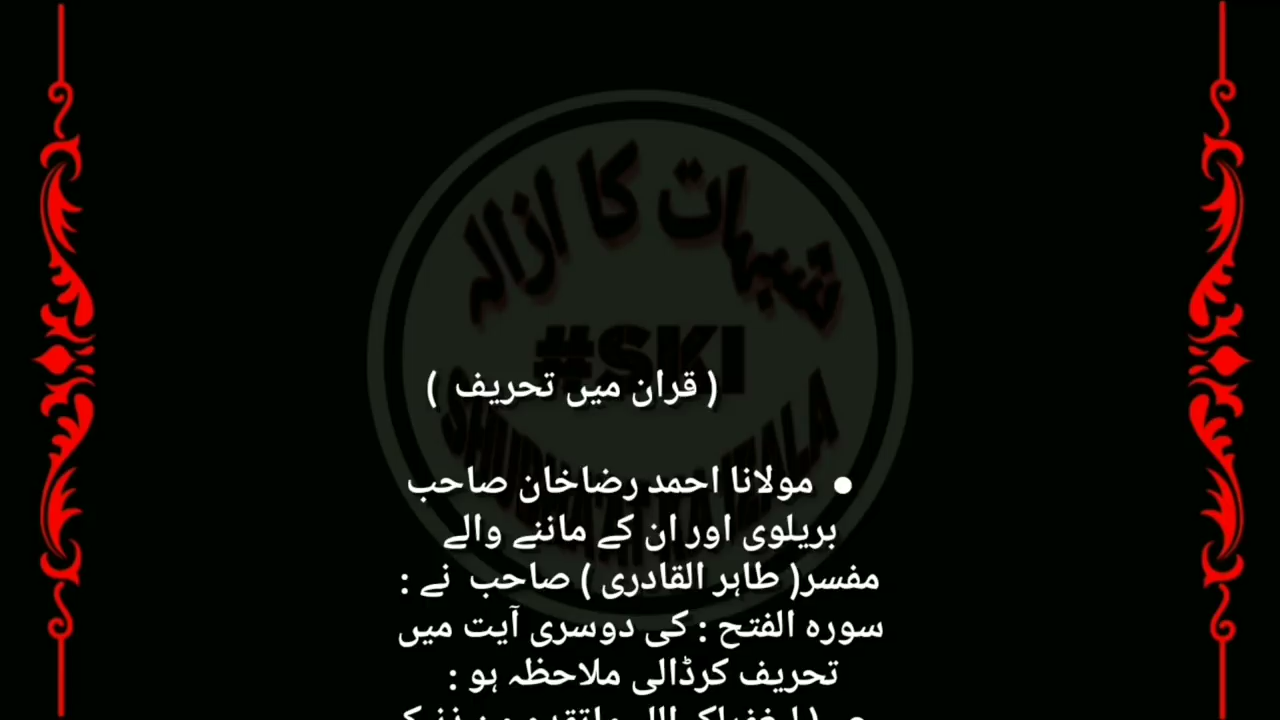 شبہات کا ازالہ
#SKI
( قران میں تحریف )
● مولانا احمد رضاخان صاحب
بریلوی اور ان کے ماننے والے
مفسر( طاہر القادری ) صاحب نے :
سورہ الفتح : کی دوسری آیت میں
تحریف کرڈالی ملاحظہ ہو :